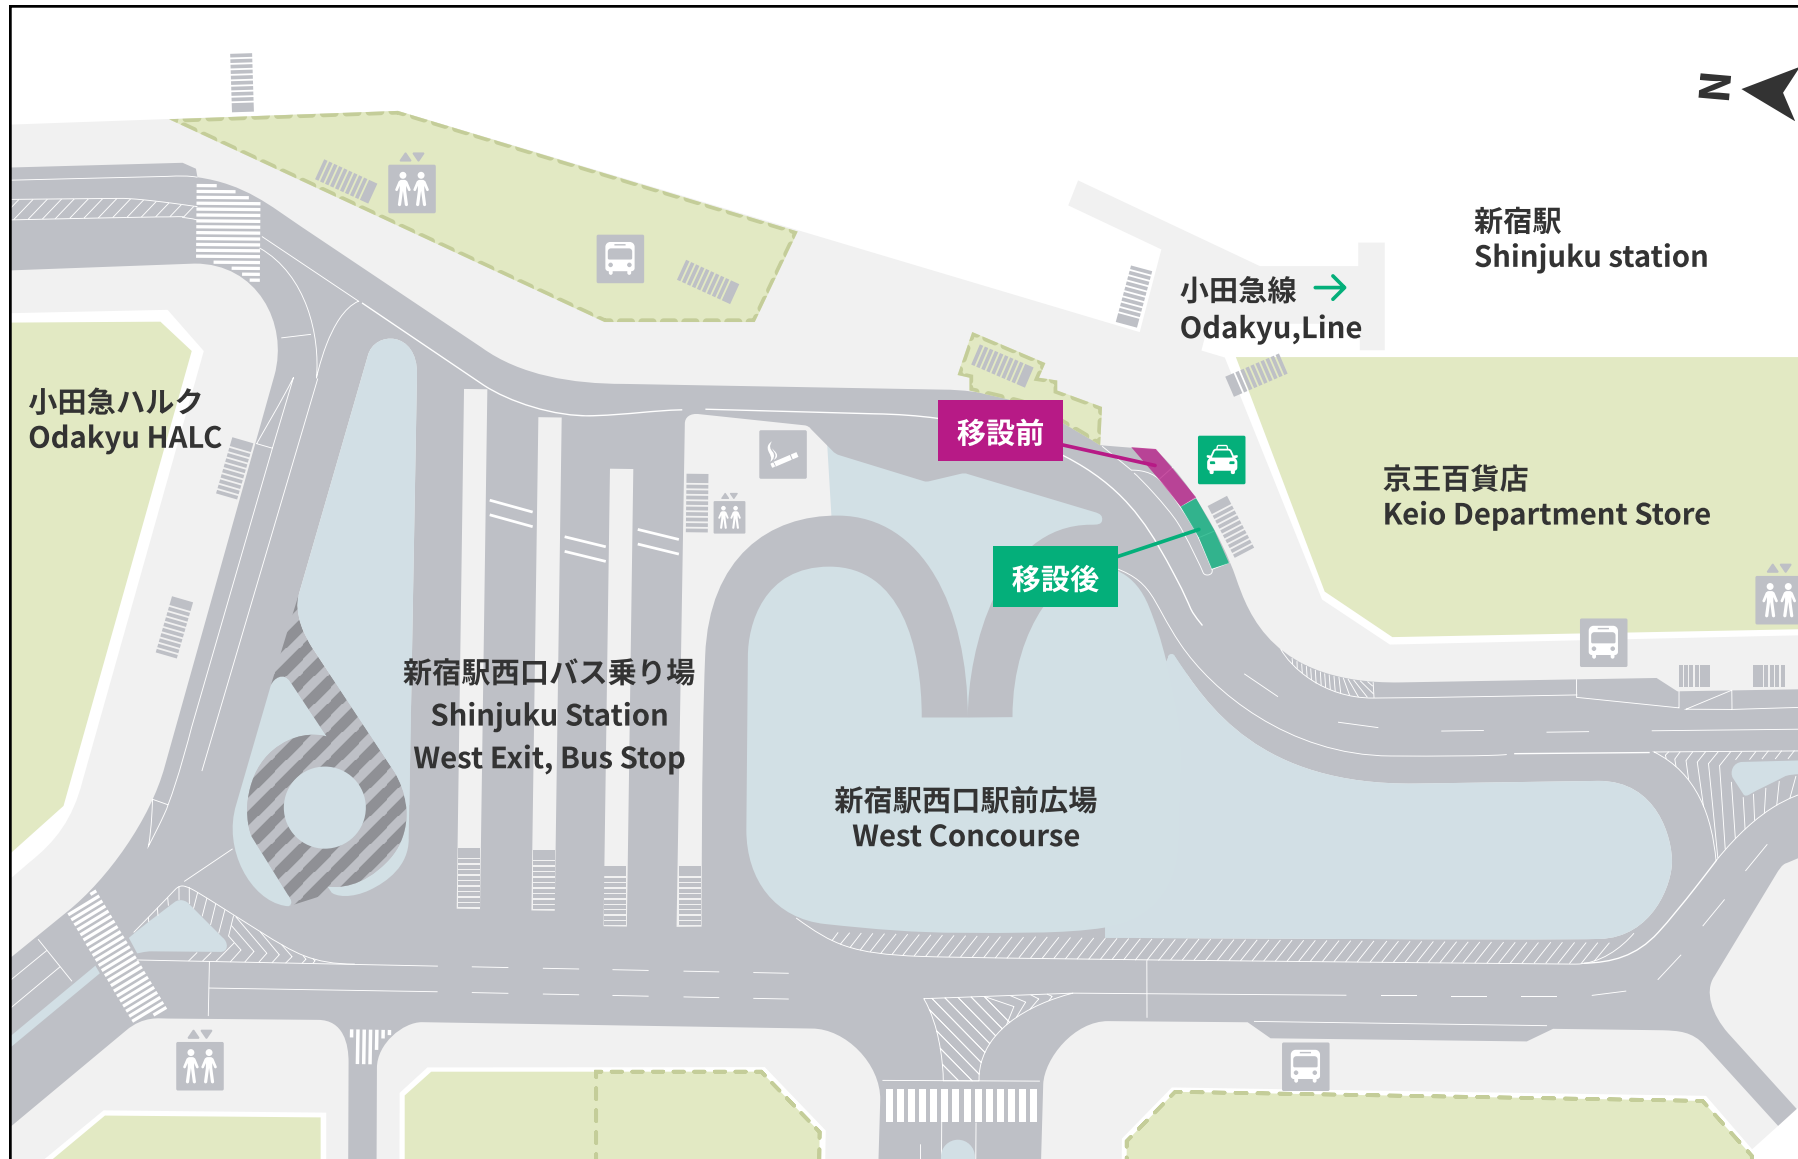 N
新宿駅
Shinjuku station
小田急線
Odakyu,Line
小田急ハルク
Odakyu HALC
移設前
京王百貨店
Keio Department Store
移設後
新宿駅西口バス乗り場
Shinjuku Station
West Exit, Bus Stop
新宿駅西口駅前広場
West Concourse